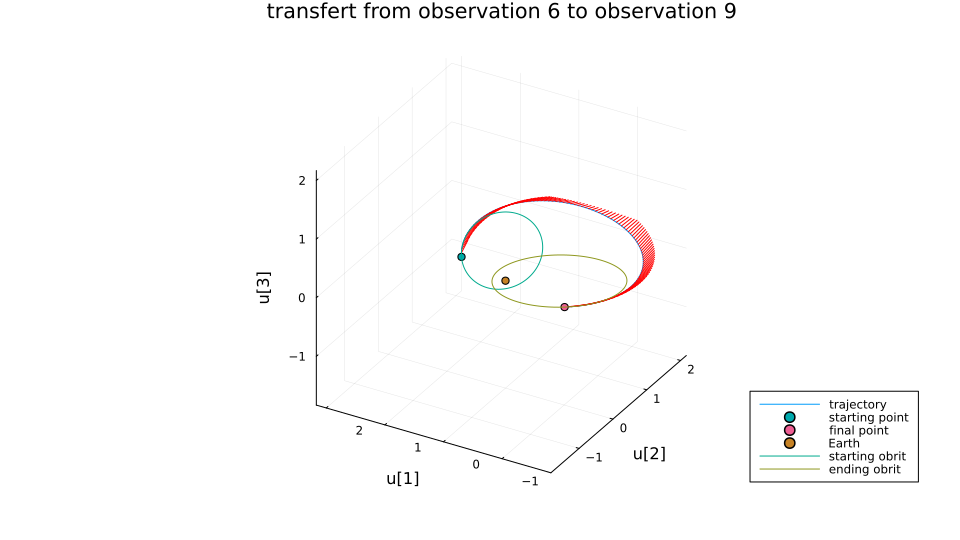 transfert from observation 6 to observation 9
2
1
0
−1
u[3]
2
1
0
−1
u[1]
2
1
0
−1
u[2]
trajectory
starting point
final point
Earth
starting obrit
ending obrit